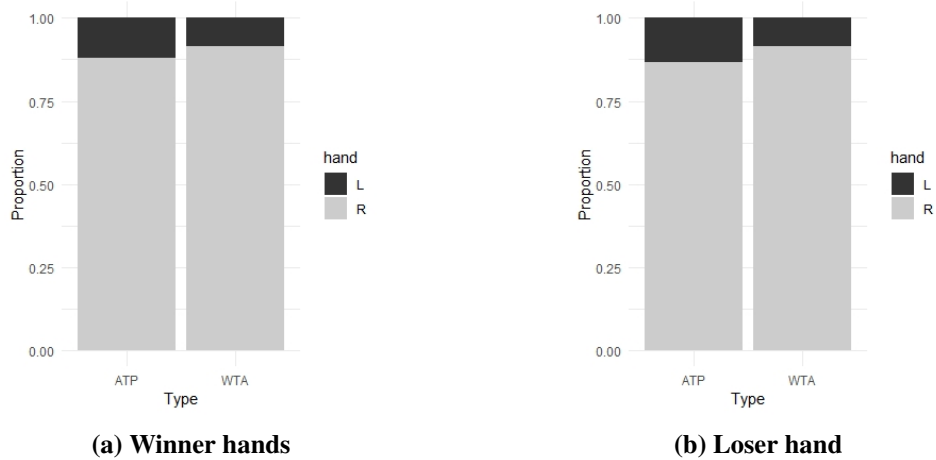 1.00
0.75
0.50
0.25
0.00
Proportion
ATP WTA
Type
hand
L
R
(a) Winner hands
1.00
0.75
0.50
0.25
0.00
Proportion
ATP WTA
Type
hand
L
R
(b) Loser hand